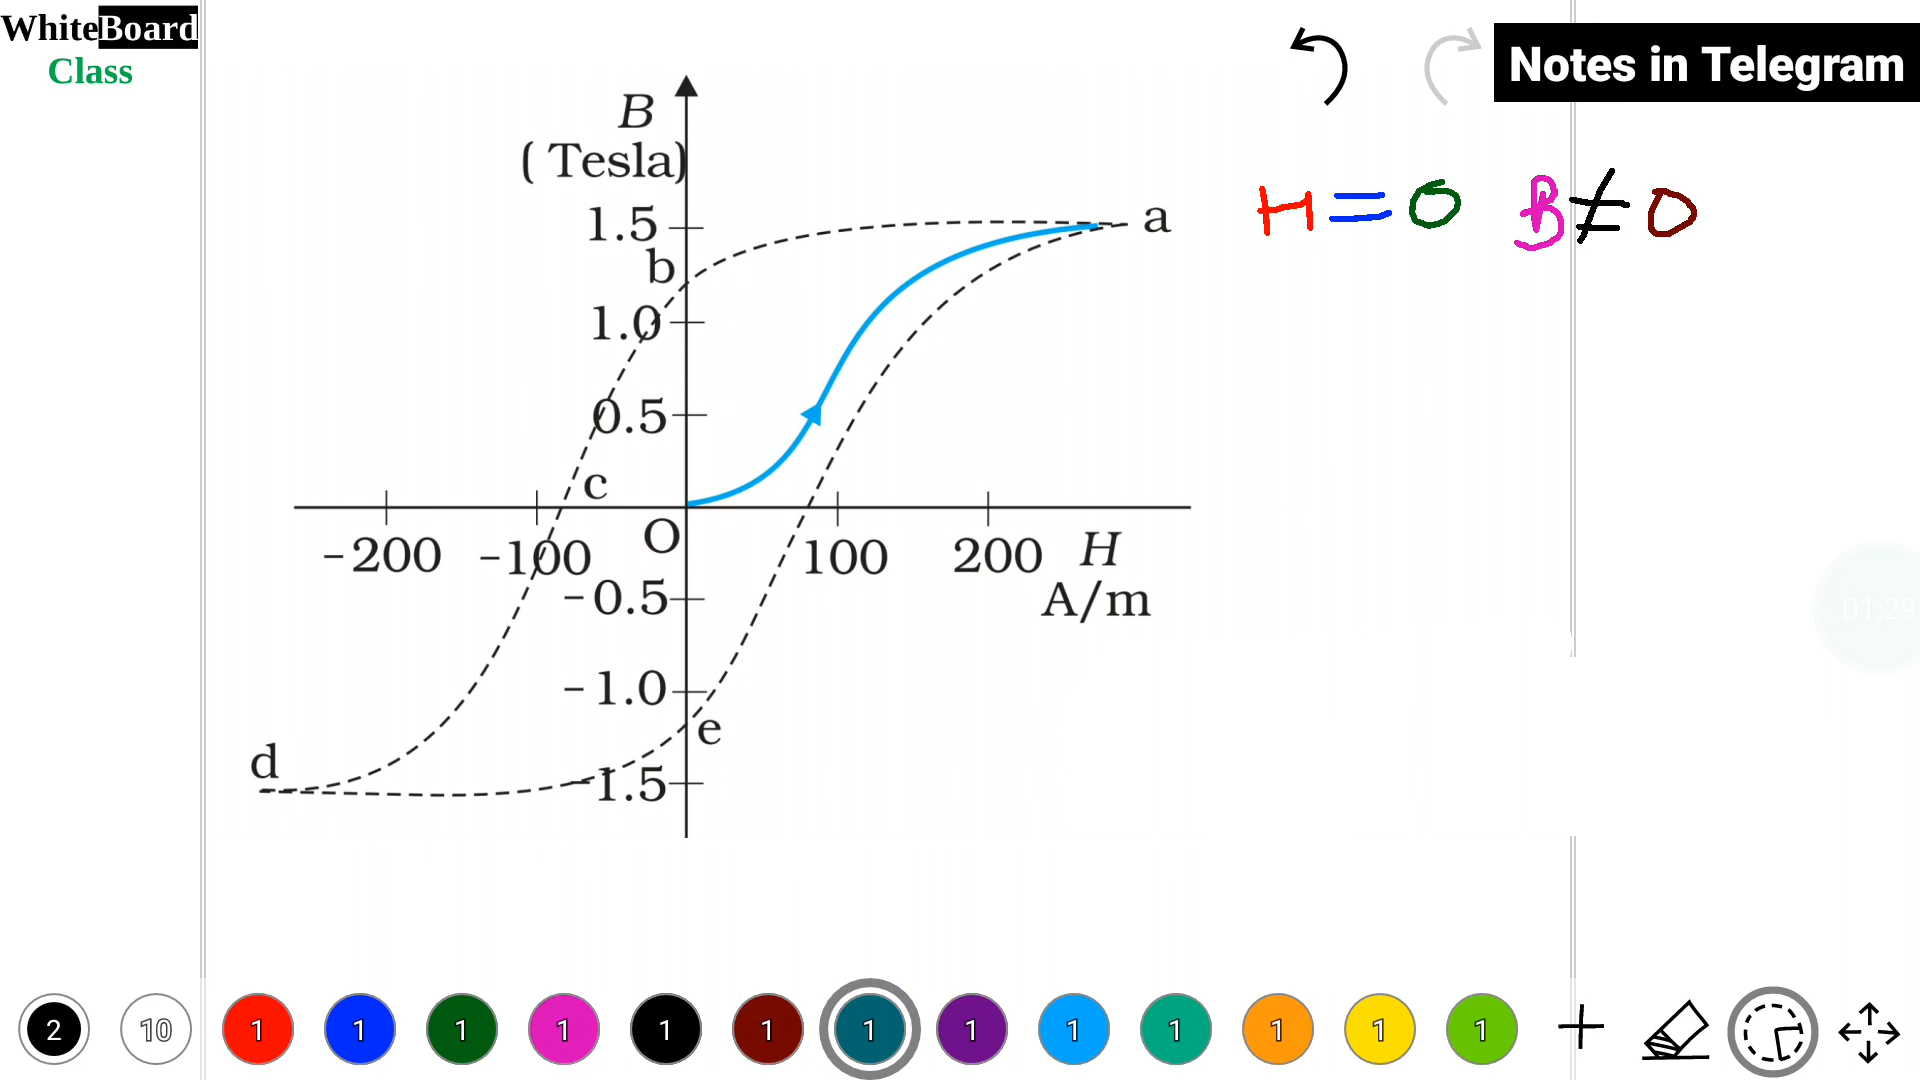 WhiteBoard
Class
Notes in Telegram
B
( Tesla)
1.5
a
H = 0 B ≠ 0
b
1.0
0.5
c
O
-200 -100 100 200 H
A/m
-0.5
-1.0
e
d
-1.5
01:29
2 10 1 1 1 1 1 1 1 1 1 1 1 1 1